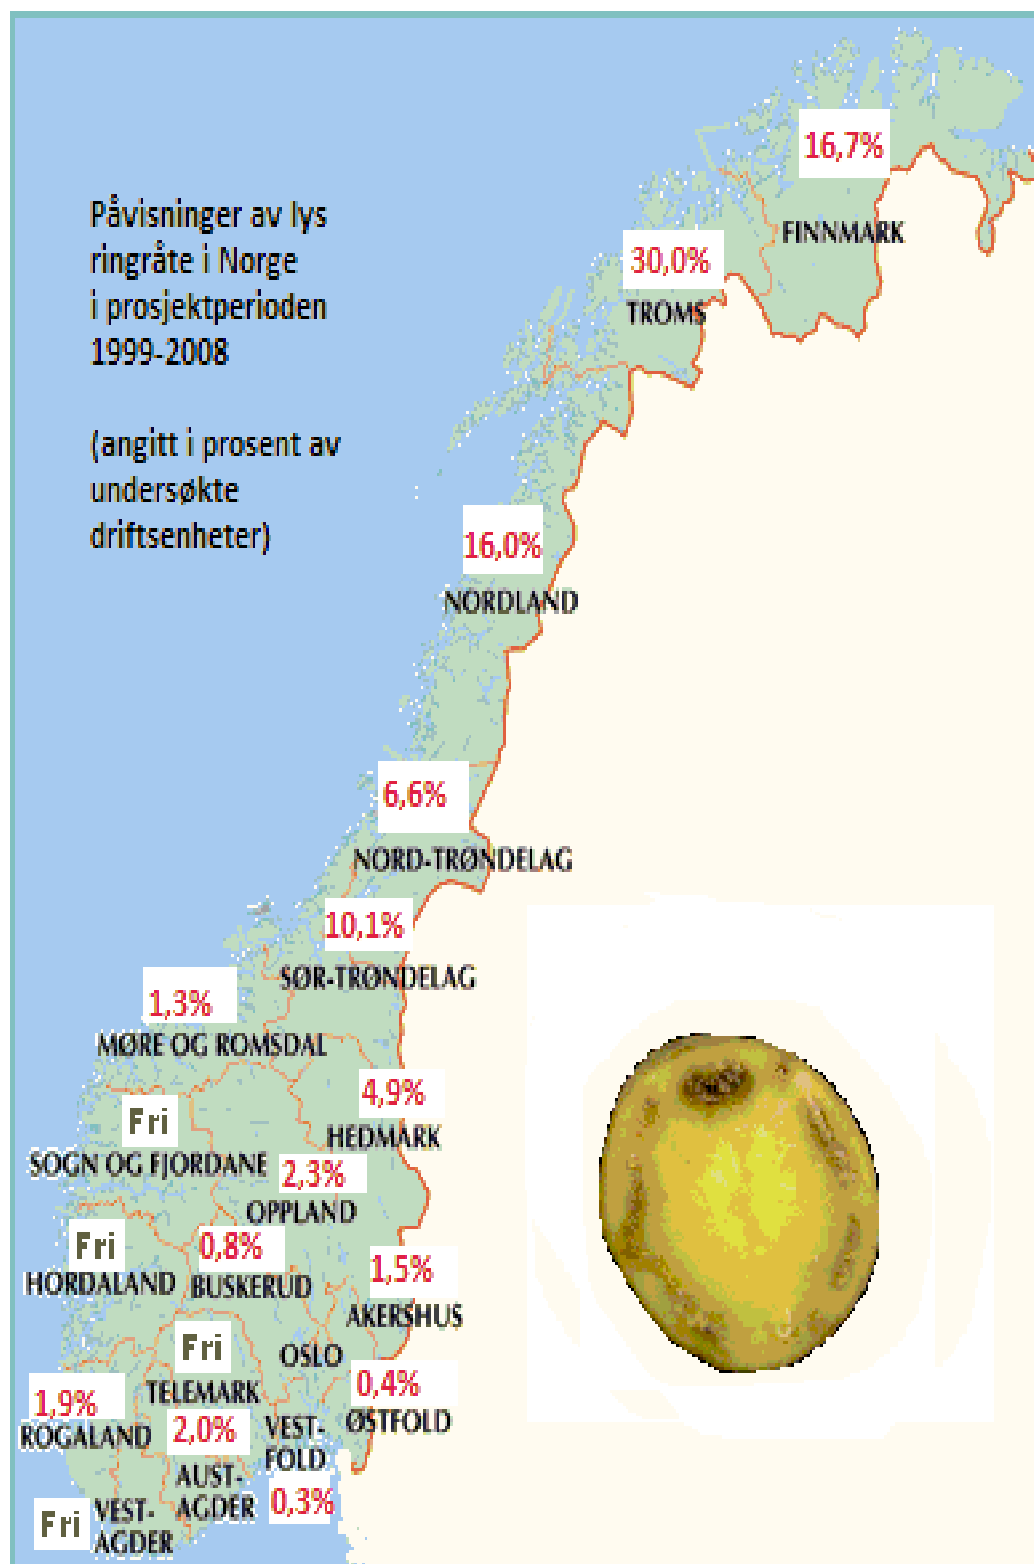 Påvisninger av lys
ringråte i Norge
i prosjektperioden
1999-2008
(angitt i prosent av
undersøkte
driftsenheter)
16,7%
FINNMARK
30,0%
TROMS
16,0%
NORDLAND
6,6%
NORD-TRØNDELAG
10,1%
SØR-TRØNDELAG
1,3%
MØRE OG ROMSDAL
4,9%
HEDMARK
Fri
SOGN OG FJORDANE
2,3%
OPPLAND
Fri
HORDALAND
0,8%
BUSKERUD
1,5%
AKERSHUS
Fri
TELEMARK
OSLO
0,4%
ØSTFOLD
1,9%
ROGALAND
2,0%
AUST-
AGDER
VEST-
FOLD
0,3%
Fri
VEST-
AGDER